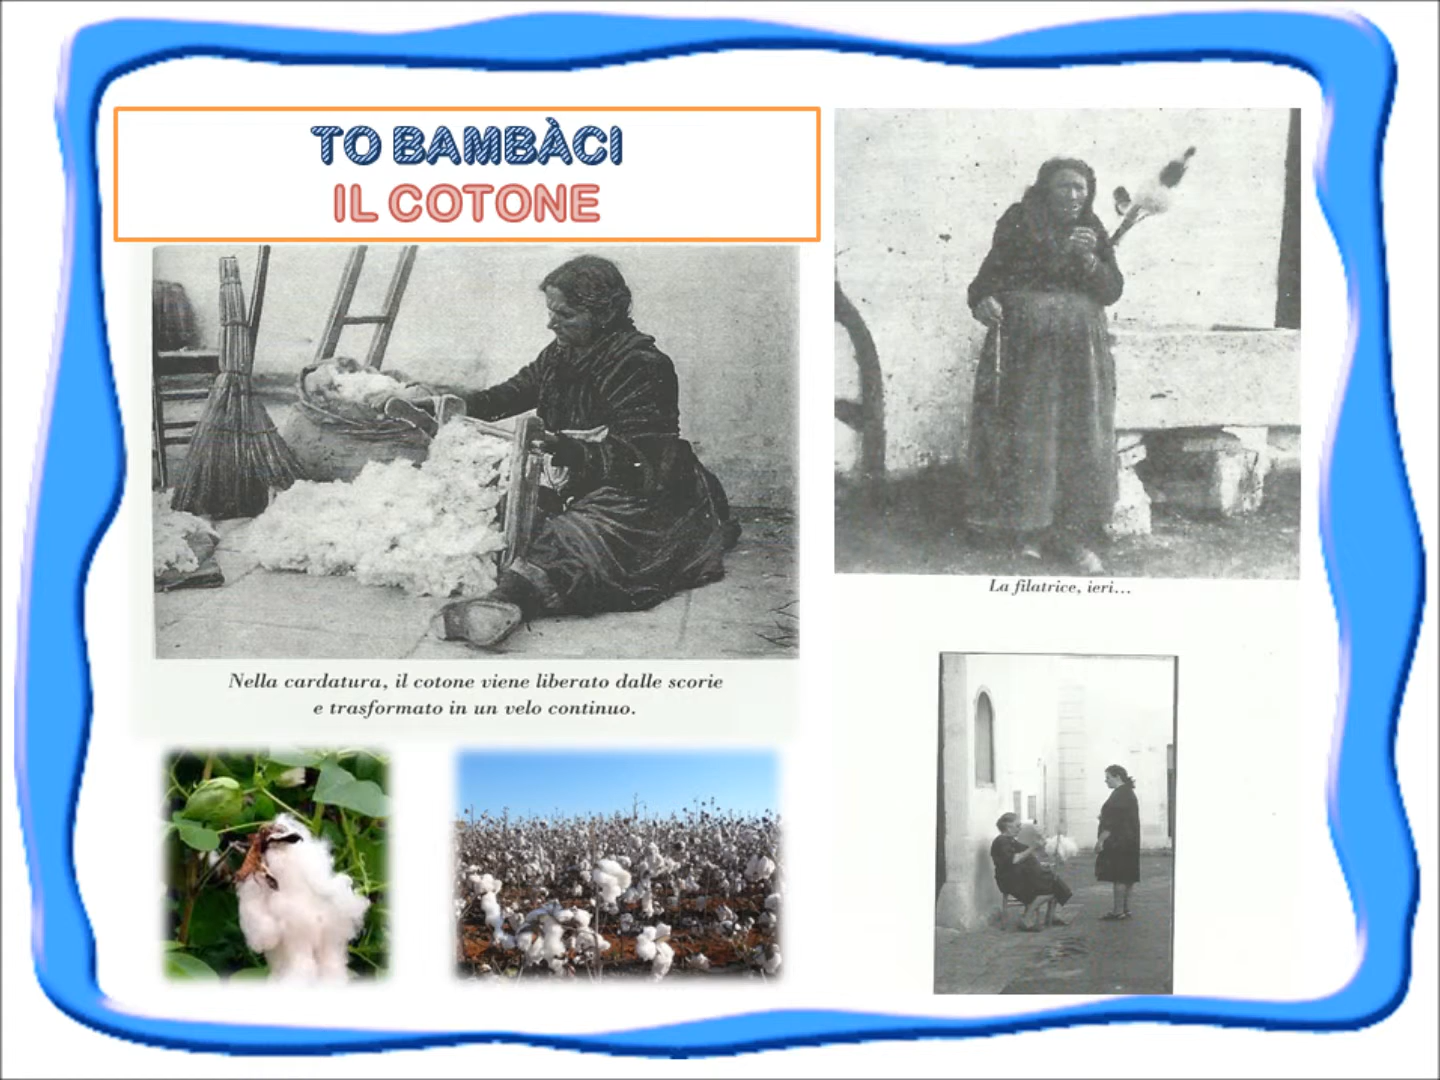 TO BAMBÀCI
IL COTONE
Nella cardatura, il cotone viene liberato dalle scorie
e trasformato in un velo continuo.
La filatrice, ieri...